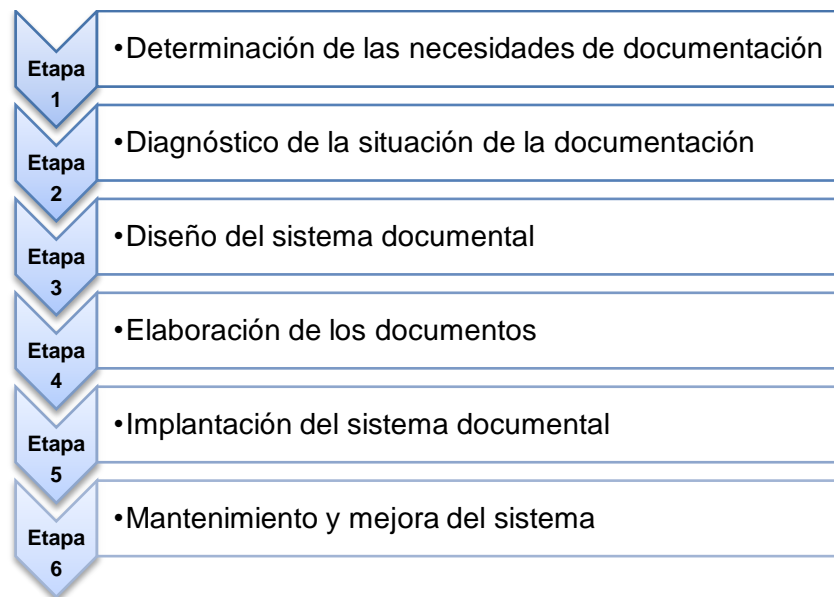 Etapa
1
•Determinación de las necesidades de documentación
Etapa
2
•Diagnóstico de la situación de la documentación
Etapa
3
•Diseño del sistema documental
Etapa
4
•Elaboración de los documentos
Etapa
5
•Implantación del sistema documental
Etapa
6
•Mantenimiento y mejora del sistema